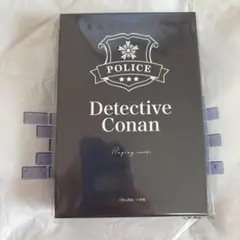 POLICE
Detective
Conan
Playing cards